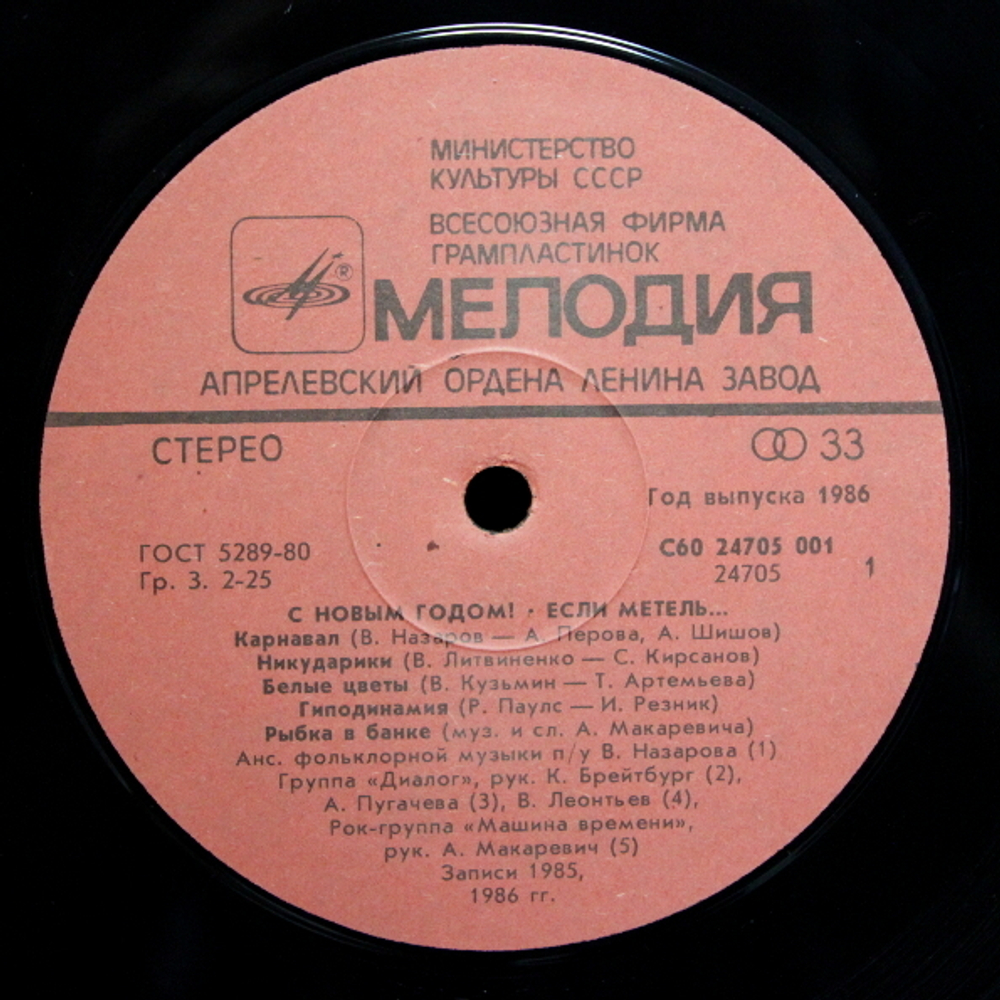 МИНИСТЕРСТВО
КУЛЬТУРЫ СССР
ВСЕСОЮЗНАЯ ФИРМА
ГРАМПЛАСТИНОК
®
МЕЛОДИЯ
АПРЕЛЕВСКИЙ ОРДЕНА ЛЕНИНА ЗАВОД
СТЕРЕО
33
Год выпуска 1986
ГОСТ 5289-80
Гр. 3. 2-25
С60 24705 001
24705
1
С НОВЫМ ГОДОМ! · ЕСЛИ МЕТЕЛЬ...
Карнавал (В. Назаров — А. Перова, А. Шишов)
Никударики (В. Литвиненко — С. Кирсанов)
Белые цветы (В. Кузьмин — Т. Артемьева)
Гиподинамия (Р. Паулс — И. Резник)
Рыбка в банке (муз. и сл. А. Макаревича)
Анс. фольклорной музыки п/у В. Назарова (1)
Группа «Диалог», рук. К. Брейтбург (2),
А. Пугачева (3), В. Леонтьев (4),
Рок-группа «Машина времени»,
рук. А. Макаревич (5)
Записи 1985,
1986 гг.